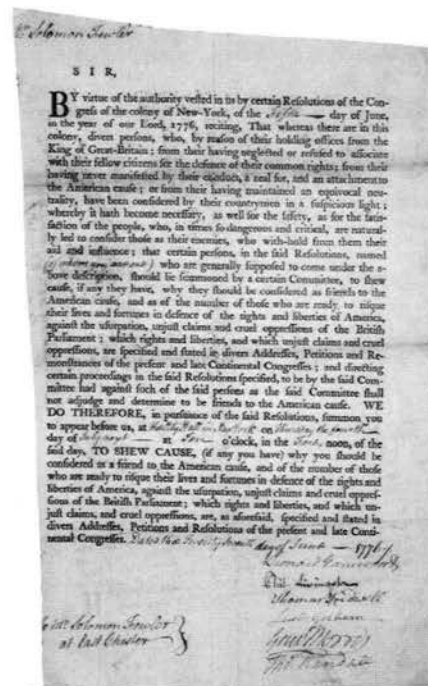 Mr Solomon Fowler
SIR,
BY virtue of the authority vested in us by certain Resolutions of the Con-
gress of the colony of New-York, of the fifth day of June,
in the year of our Lord, 1776, reciting, That whereas there are in this
colony, divers persons, who, by reason of their holding offices from the
King of Great-Britain; from their having neglected or refused to associate
with their fellow citizens for the defence of their common rights; from their
having never manifested by their conduct, a zeal for, and an attachment to
the American cause; or from their having maintained an equivocal neu-
trality, have been considered by their countrymen in a suspicious light;
whereby it hath become necessary, as well for the safety, as for the satis-
faction of the people, who, in times so dangerous and critical, are natural-
ly led to consider those as their enemies, who with-hold from them their
aid and influence; that certain persons, in the said Resolutions, named
who are generally supposed to come under the a-
bove description, should be summoned by a certain Committee, to shew
cause, if any they have, why they should be considered as friends to the
American cause, and as of the number of those who are ready to risque
their lives and fortunes in defence of the rights and liberties of America,
against the usurpation, unjust claims and cruel oppressions of the British
Parliament; which rights and liberties, and which unjust claims and cruel
oppressions, are specified and stated in divers Addresses, Petitions and Re-
monstrances of the present and late Continental Congresses; and directing
certain proceedings in the said Resolutions specified, to be by the said Com-
mittee had against such of the said persons as the said Committee shall
not adjudge and determine to be friends to the American cause. WE
DO THEREFORE, in pursuance of the said Resolutions, summon you
to appear before us, at on
day of at o'clock, in the Fore noon, of the
said day, TO SHEW CAUSE, (if any you have) why you should be
considered as a friend to the American cause, and of the number of those
who are ready to risque their lives and fortunes in defence of the rights and
liberties of America, against the usurpation, unjust claims and cruel oppres-
sions of the British Parliament; which rights and liberties, and which un-
just claims, and cruel oppressions, are, as aforesaid, specified and stated in
divers Addresses, Petitions and Resolutions of the present and late Conti-
nental Congresses. Dated the Twenty seventh day of June 1776
Phil Livingston
Thomas Tredwell
Gouv Morris
Tho Randall
To Mr Solomon Fowler
at East Chester